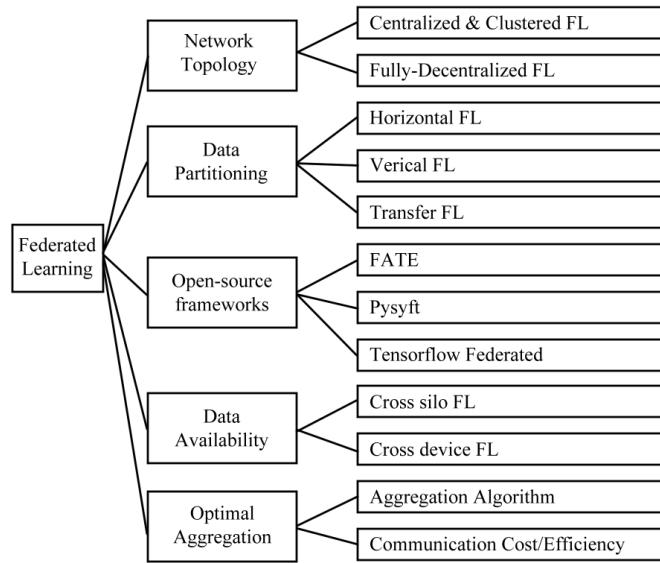 Federated
Learning
Network
Topology
Centralized & Clustered FL
Fully-Decentralized FL
Data
Partitioning
Horizontal FL
Verical FL
Transfer FL
Open-source
frameworks
FATE
Pysyft
Tensorflow Federated
Data
Availability
Cross silo FL
Cross device FL
Optimal
Aggregation
Aggregation Algorithm
Communication Cost/Efficiency